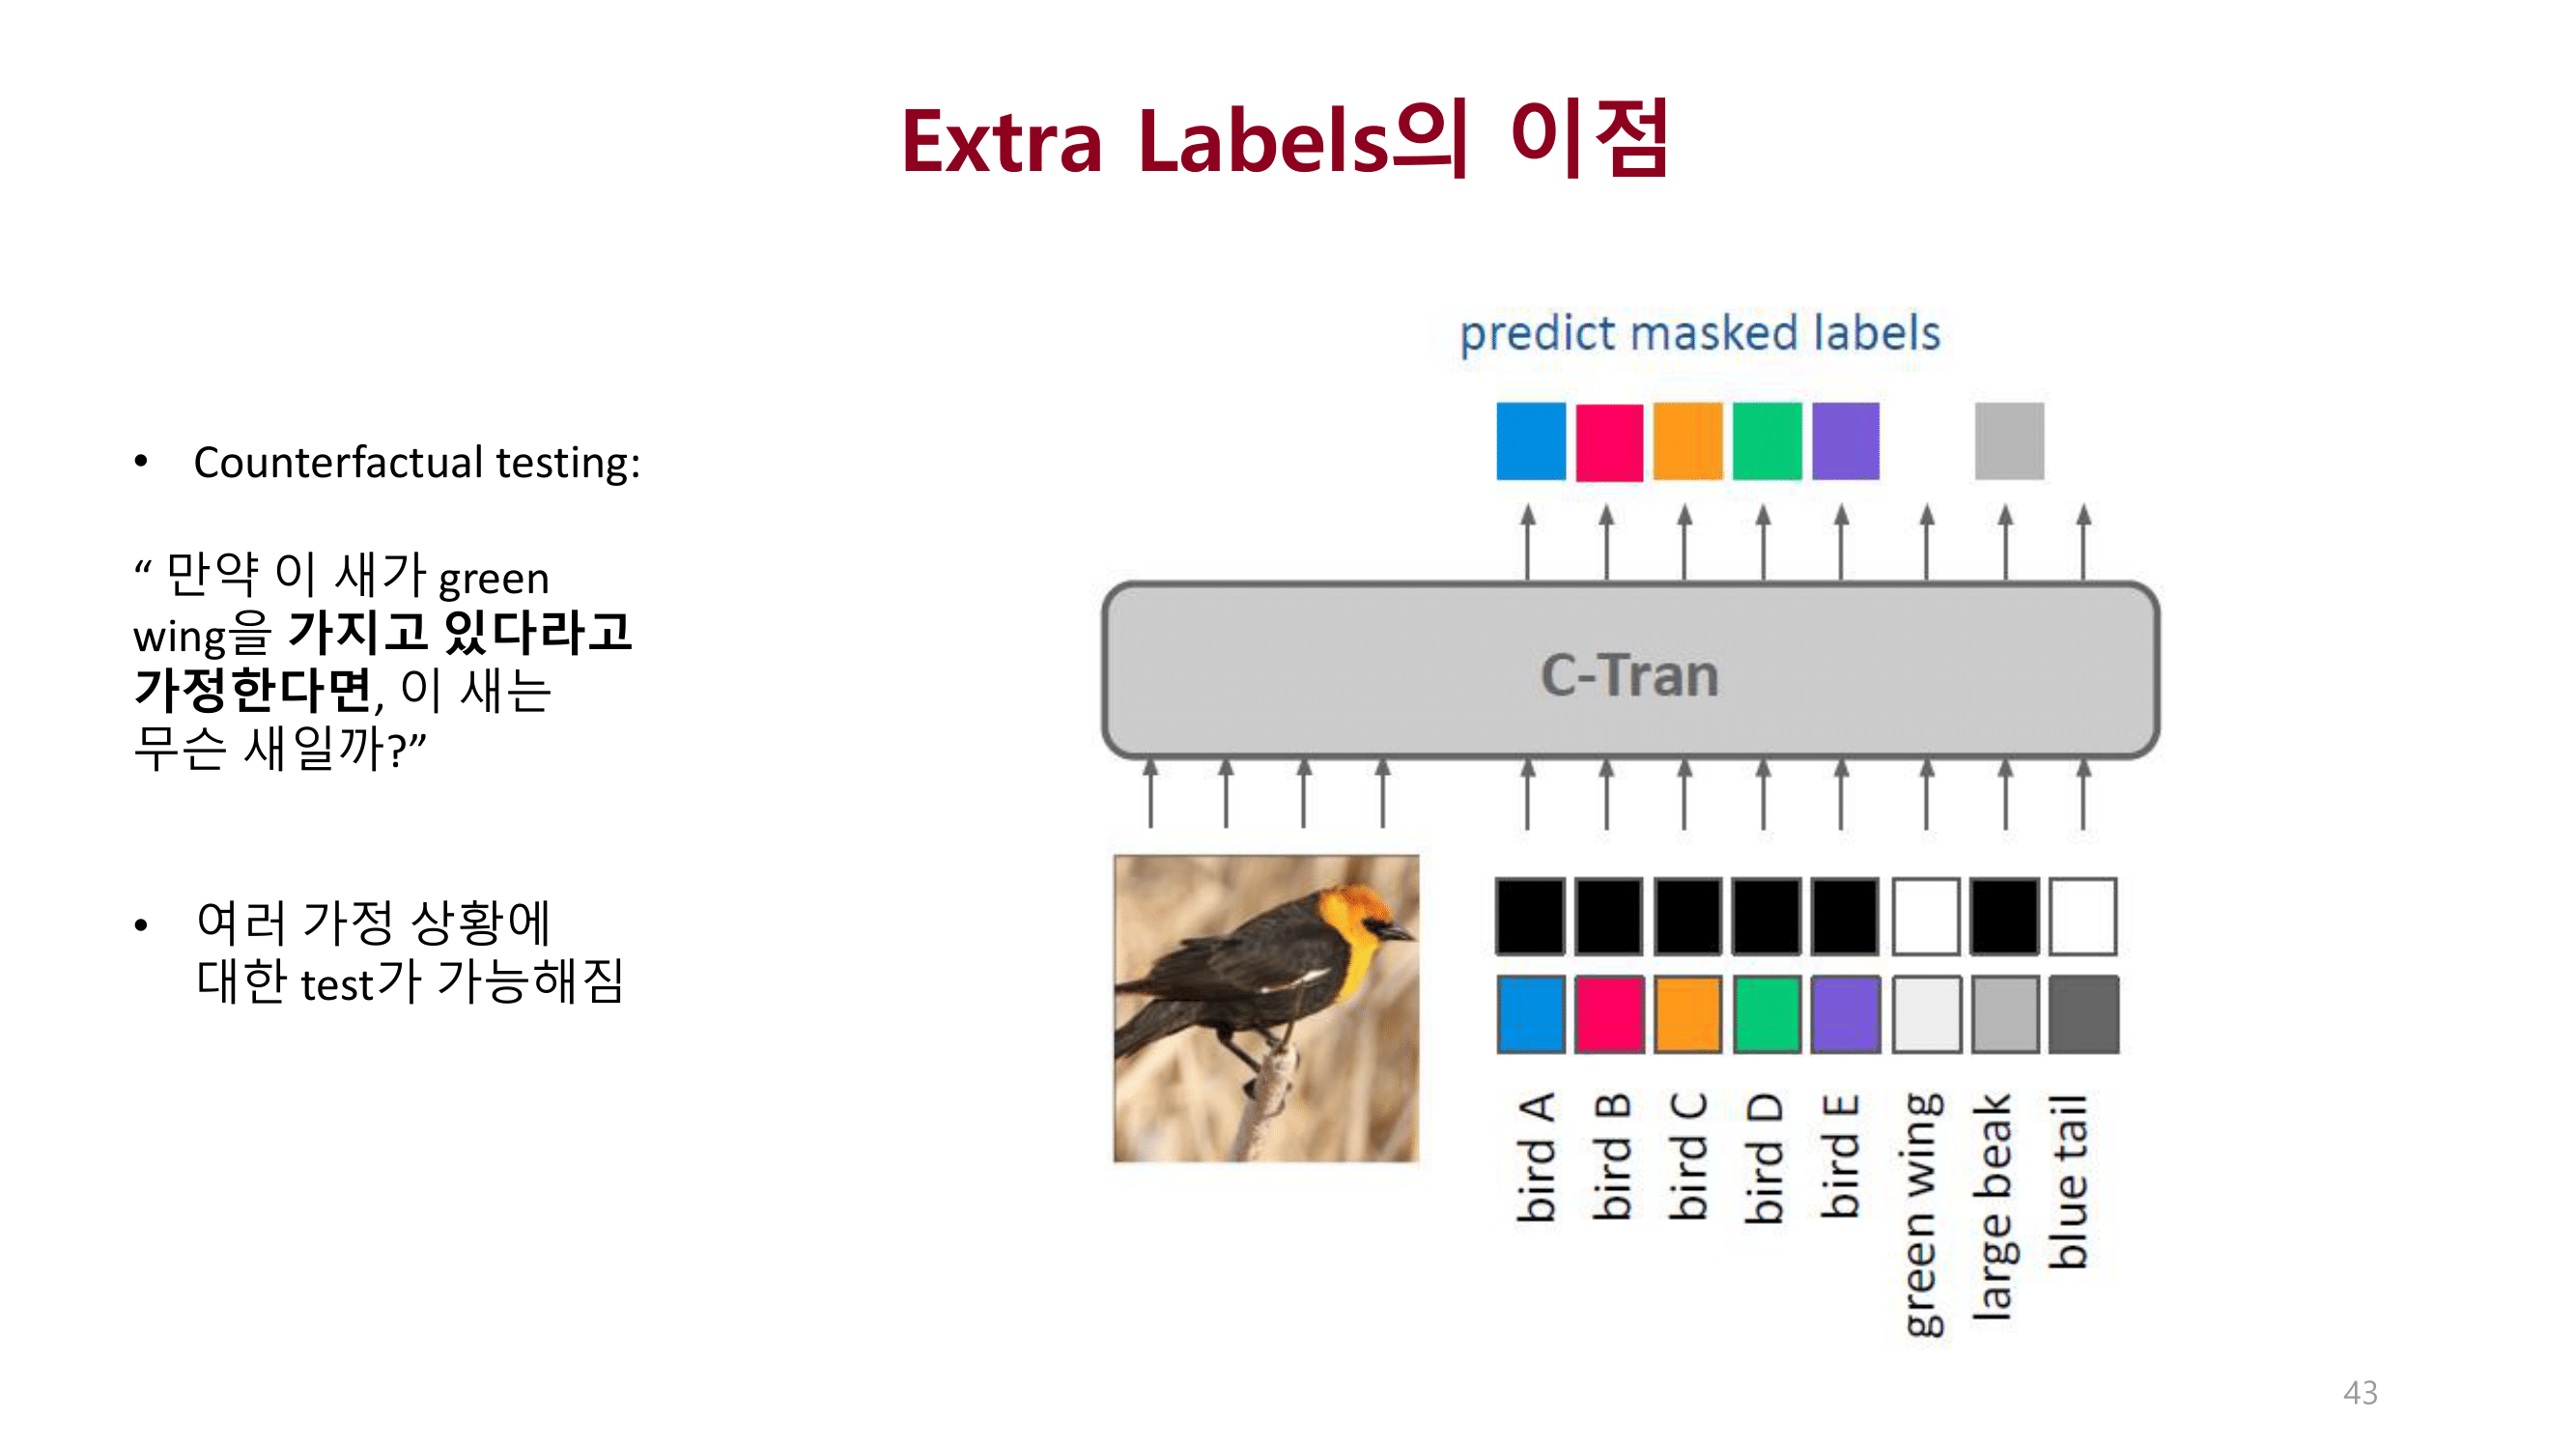 Extra Labels의 이점
• Counterfactual testing:
“ 만약 이 새가 green
wing을 가지고 있다라고
가정한다면, 이 새는
무슨 새일까?”
• 여러 가정 상황에
대한 test가 가능해짐
predict masked labels
C-Tran
bird A
bird B
bird C
bird D
bird E
green wing
large beak
blue tail
43